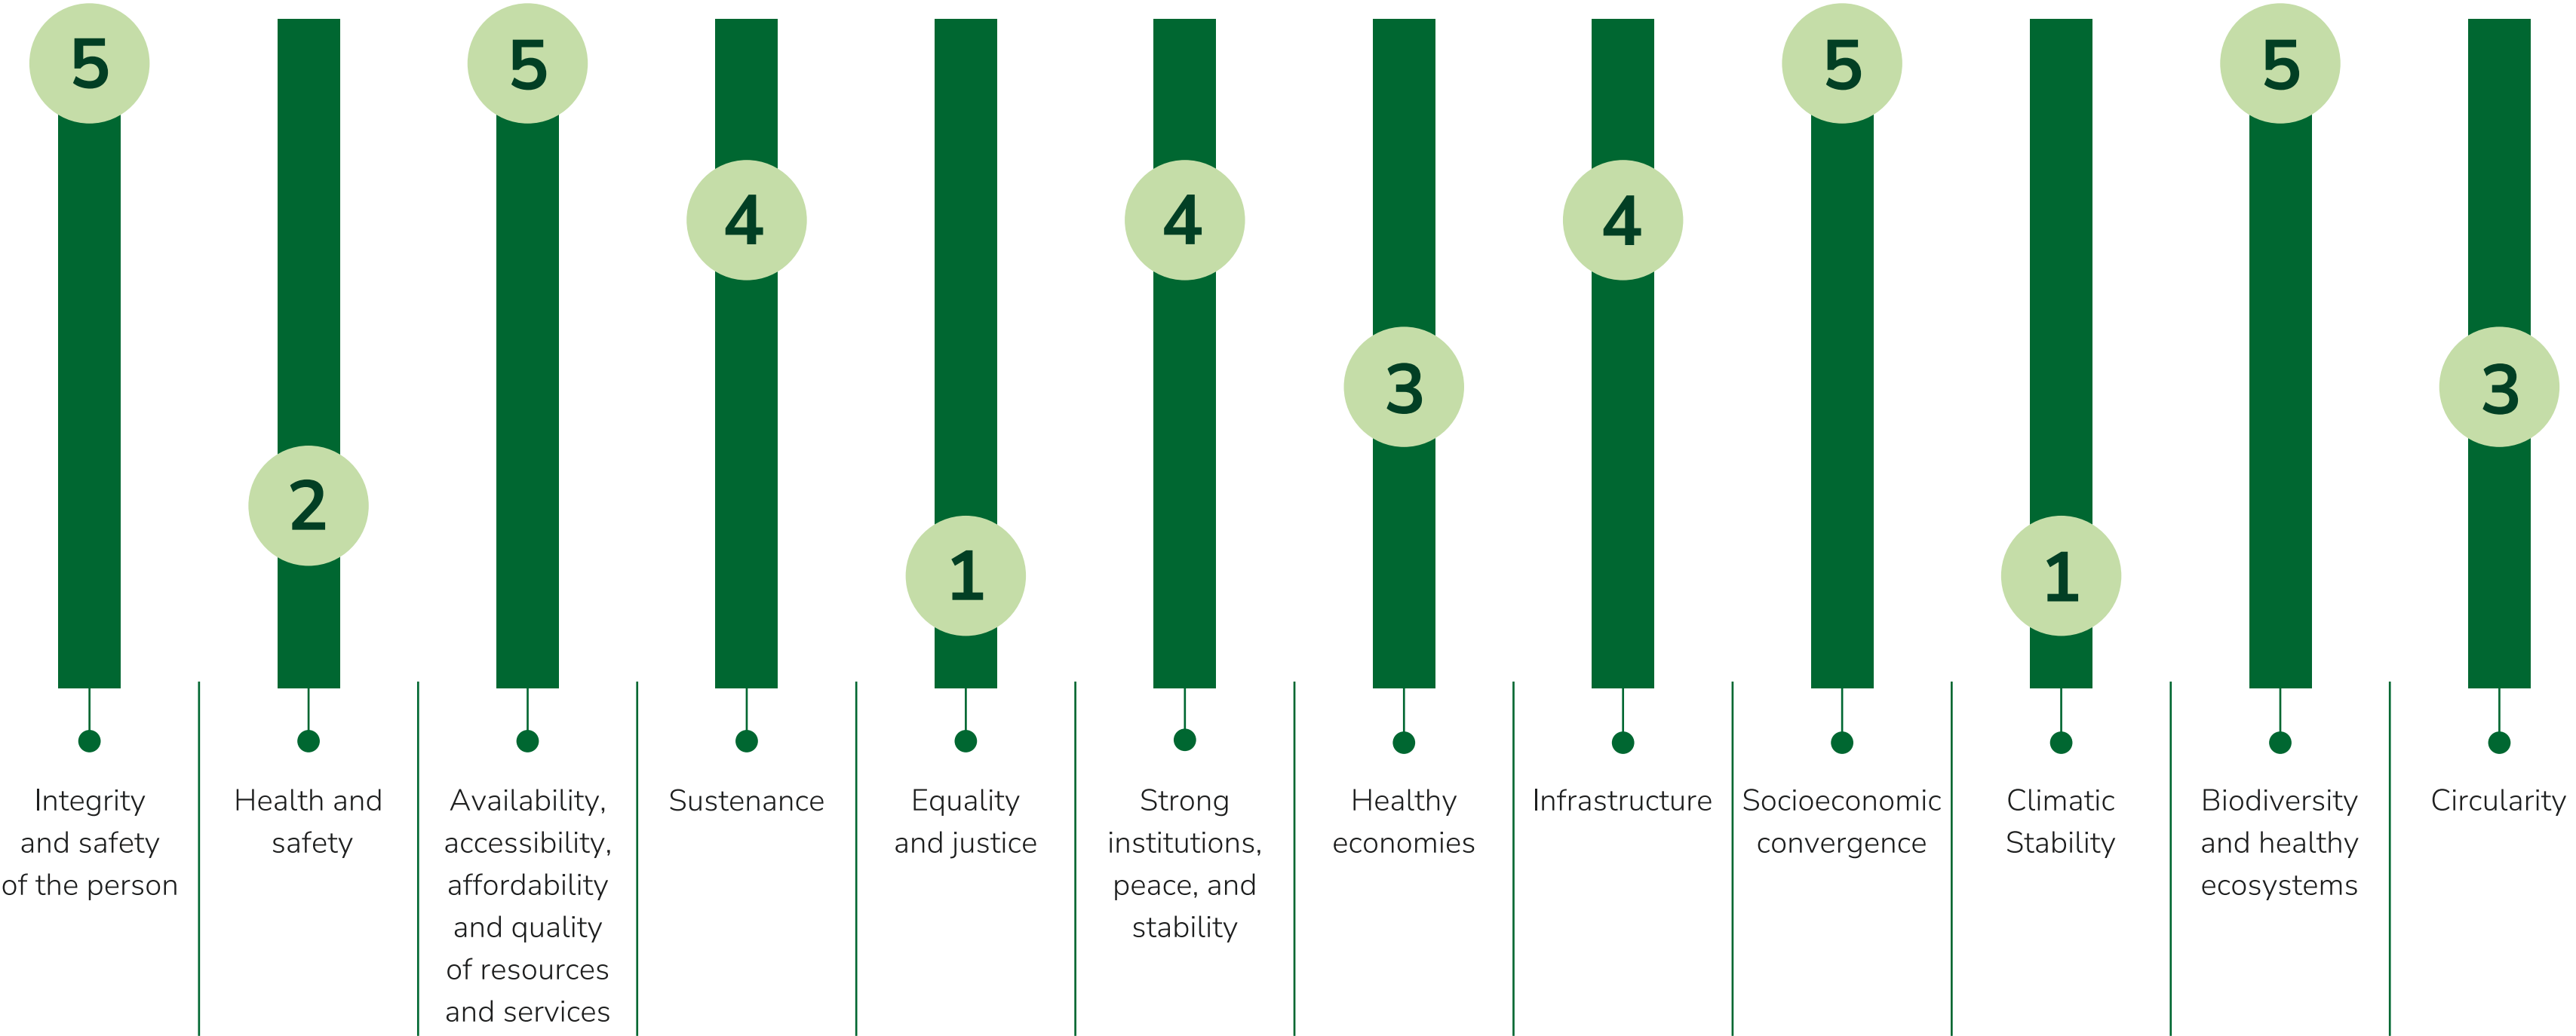 5
2
5
4
1
4
3
4
5
1
5
3
Integrity
and safety
of the person
Health and
safety
Availability,
accessibility,
affordability
and quality
of resources
and services
Sustenance
Equality
and justice
Strong
institutions,
peace, and
stability
Healthy
economies
Infrastructure
Socioeconomic
convergence
Climatic
Stability
Biodiversity
and healthy
ecosystems
Circularity